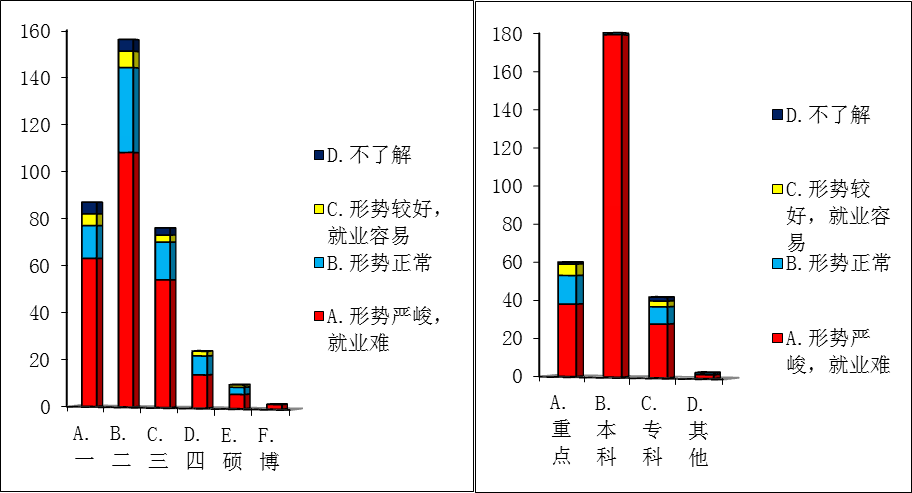 160
140
120
100
80
60
40
20
0
A. B. C. D. E. F.
一 二 三 四 硕 博
D. 不了解
C. 形势较好，
就业容易
B. 形势正常
A. 形势严峻，
就业难
180
160
140
120
100
80
60
40
20
0
A. B. C. D.
重 本 专 其
点 科 科 他
D. 不了解
C. 形势较
好，就业容
易
B. 形势正常
A. 形势严
峻，就业难